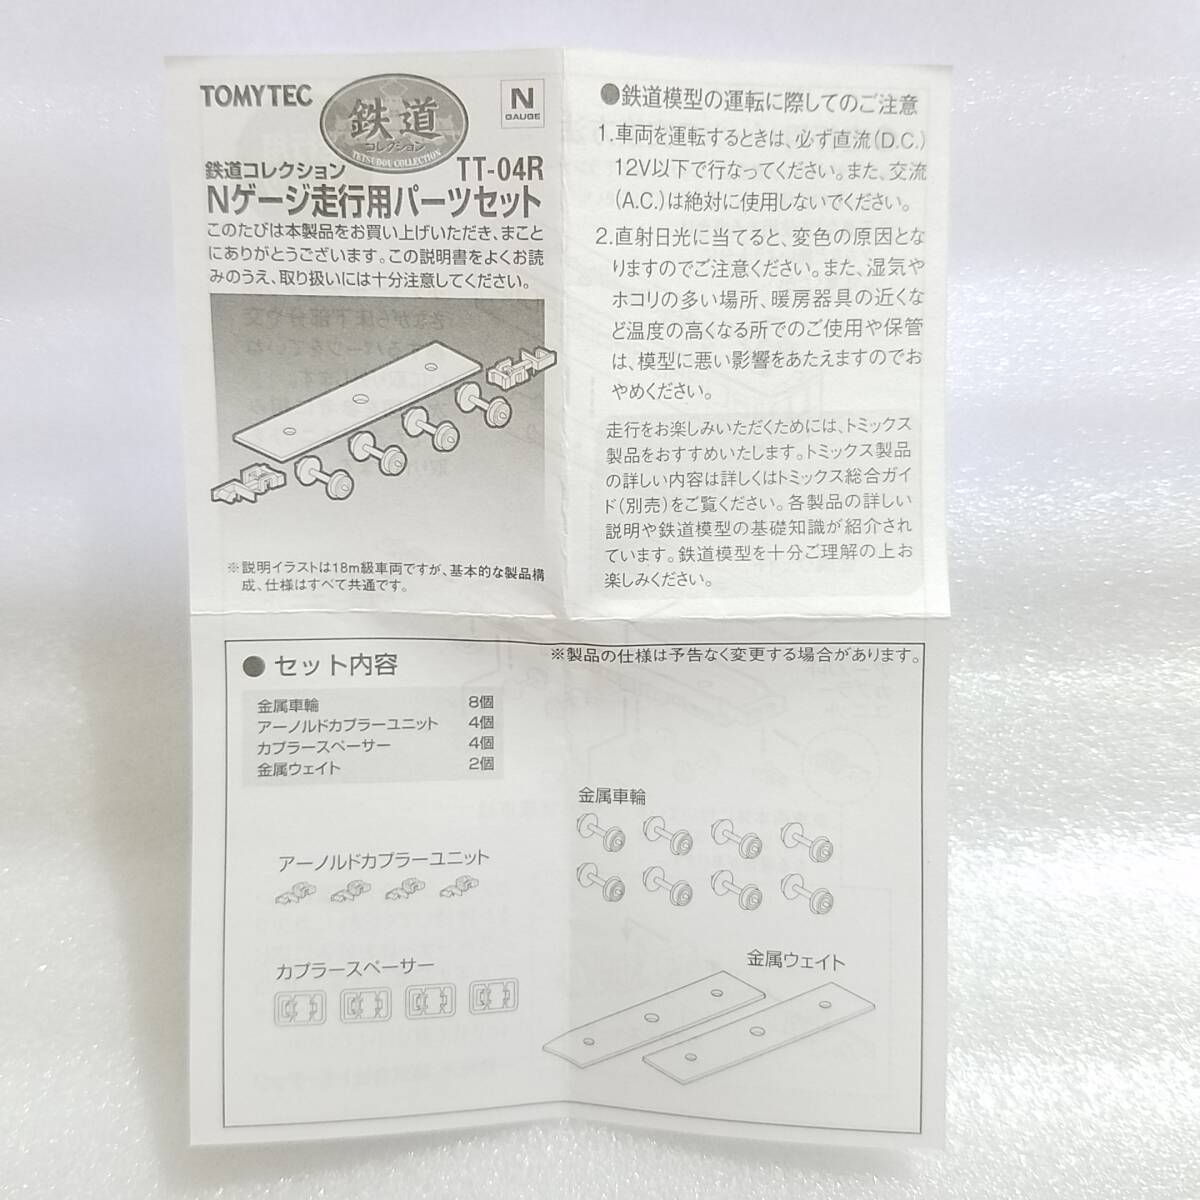 TOMYTEC
鉄道
コレクション
TETSUDOU COLLECTION
N
GAUGE
鉄道コレクション TT-04R
Nゲージ走行用パーツセット
このたびは本製品をお買い上げいただき、まこと
にありがとうございます。この説明書をよくお読
みのうえ、取り扱いには十分注意してください。
※説明イラストは18m級車両ですが、基本的な製品構
成、仕様はすべて共通です。
●鉄道模型の運転に際してのご注意
1.車両を運転するときは、必ず直流(D.C.)
12V以下で行なってください。また、交流
(A.C.)は絶対に使用しないでください。
2.直射日光に当てると、変色の原因とな
りますのでご注意ください。また、湿気や
ホコリの多い場所、暖房器具の近くな
ど温度の高くなる所でのご使用や保管
は、模型に悪い影響をあたえますのでお
やめください。
走行をお楽しみいただくためには、トミックス
製品をおすすめいたします。トミックス製品
の詳しい内容は詳しくはトミックス総合ガイ
ド(別売)をご覧ください。各製品の詳しい
説明や鉄道模型の基礎知識が紹介され
ています。鉄道模型を十分ご理解の上お
楽しみください。
●セット内容
※製品の仕様は予告なく変更する場合があります。
金属車輪 8個
アーノルドカプラーユニット 4個
カプラースペーサー 4個
金属ウェイト 2個
金属車輪
アーノルドカプラーユニット
カプラースペーサー
金属ウェイト